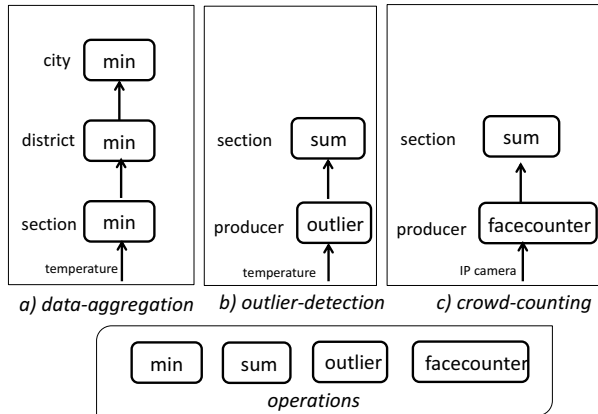 city min
district min
section min
temperature
a) data-aggregation
section sum
producer outlier
temperature
b) outlier-detection
section sum
producer facecounter
IP camera
c) crowd-counting
min sum outlier facecounter
operations